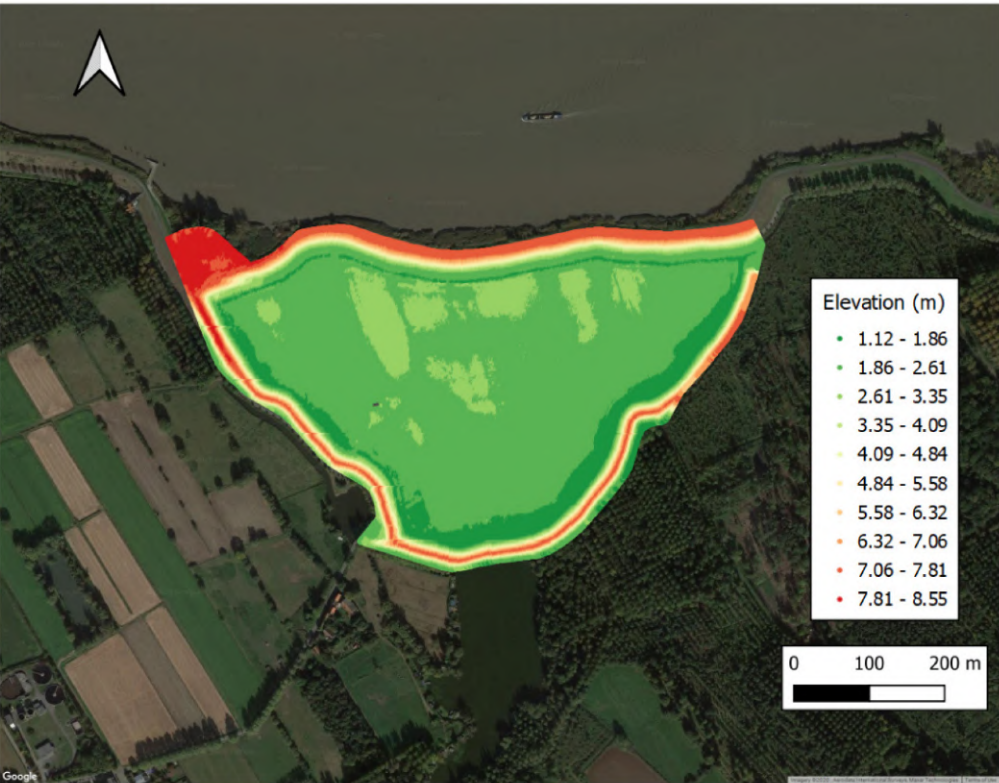 Elevation (m)
1.12 - 1.86
1.86 - 2.61
2.61 - 3.35
3.35 - 4.09
4.09 - 4.84
4.84 - 5.58
5.58 - 6.32
6.32 - 7.06
7.06 - 7.81
7.81 - 8.55
0 100 200 m
Google